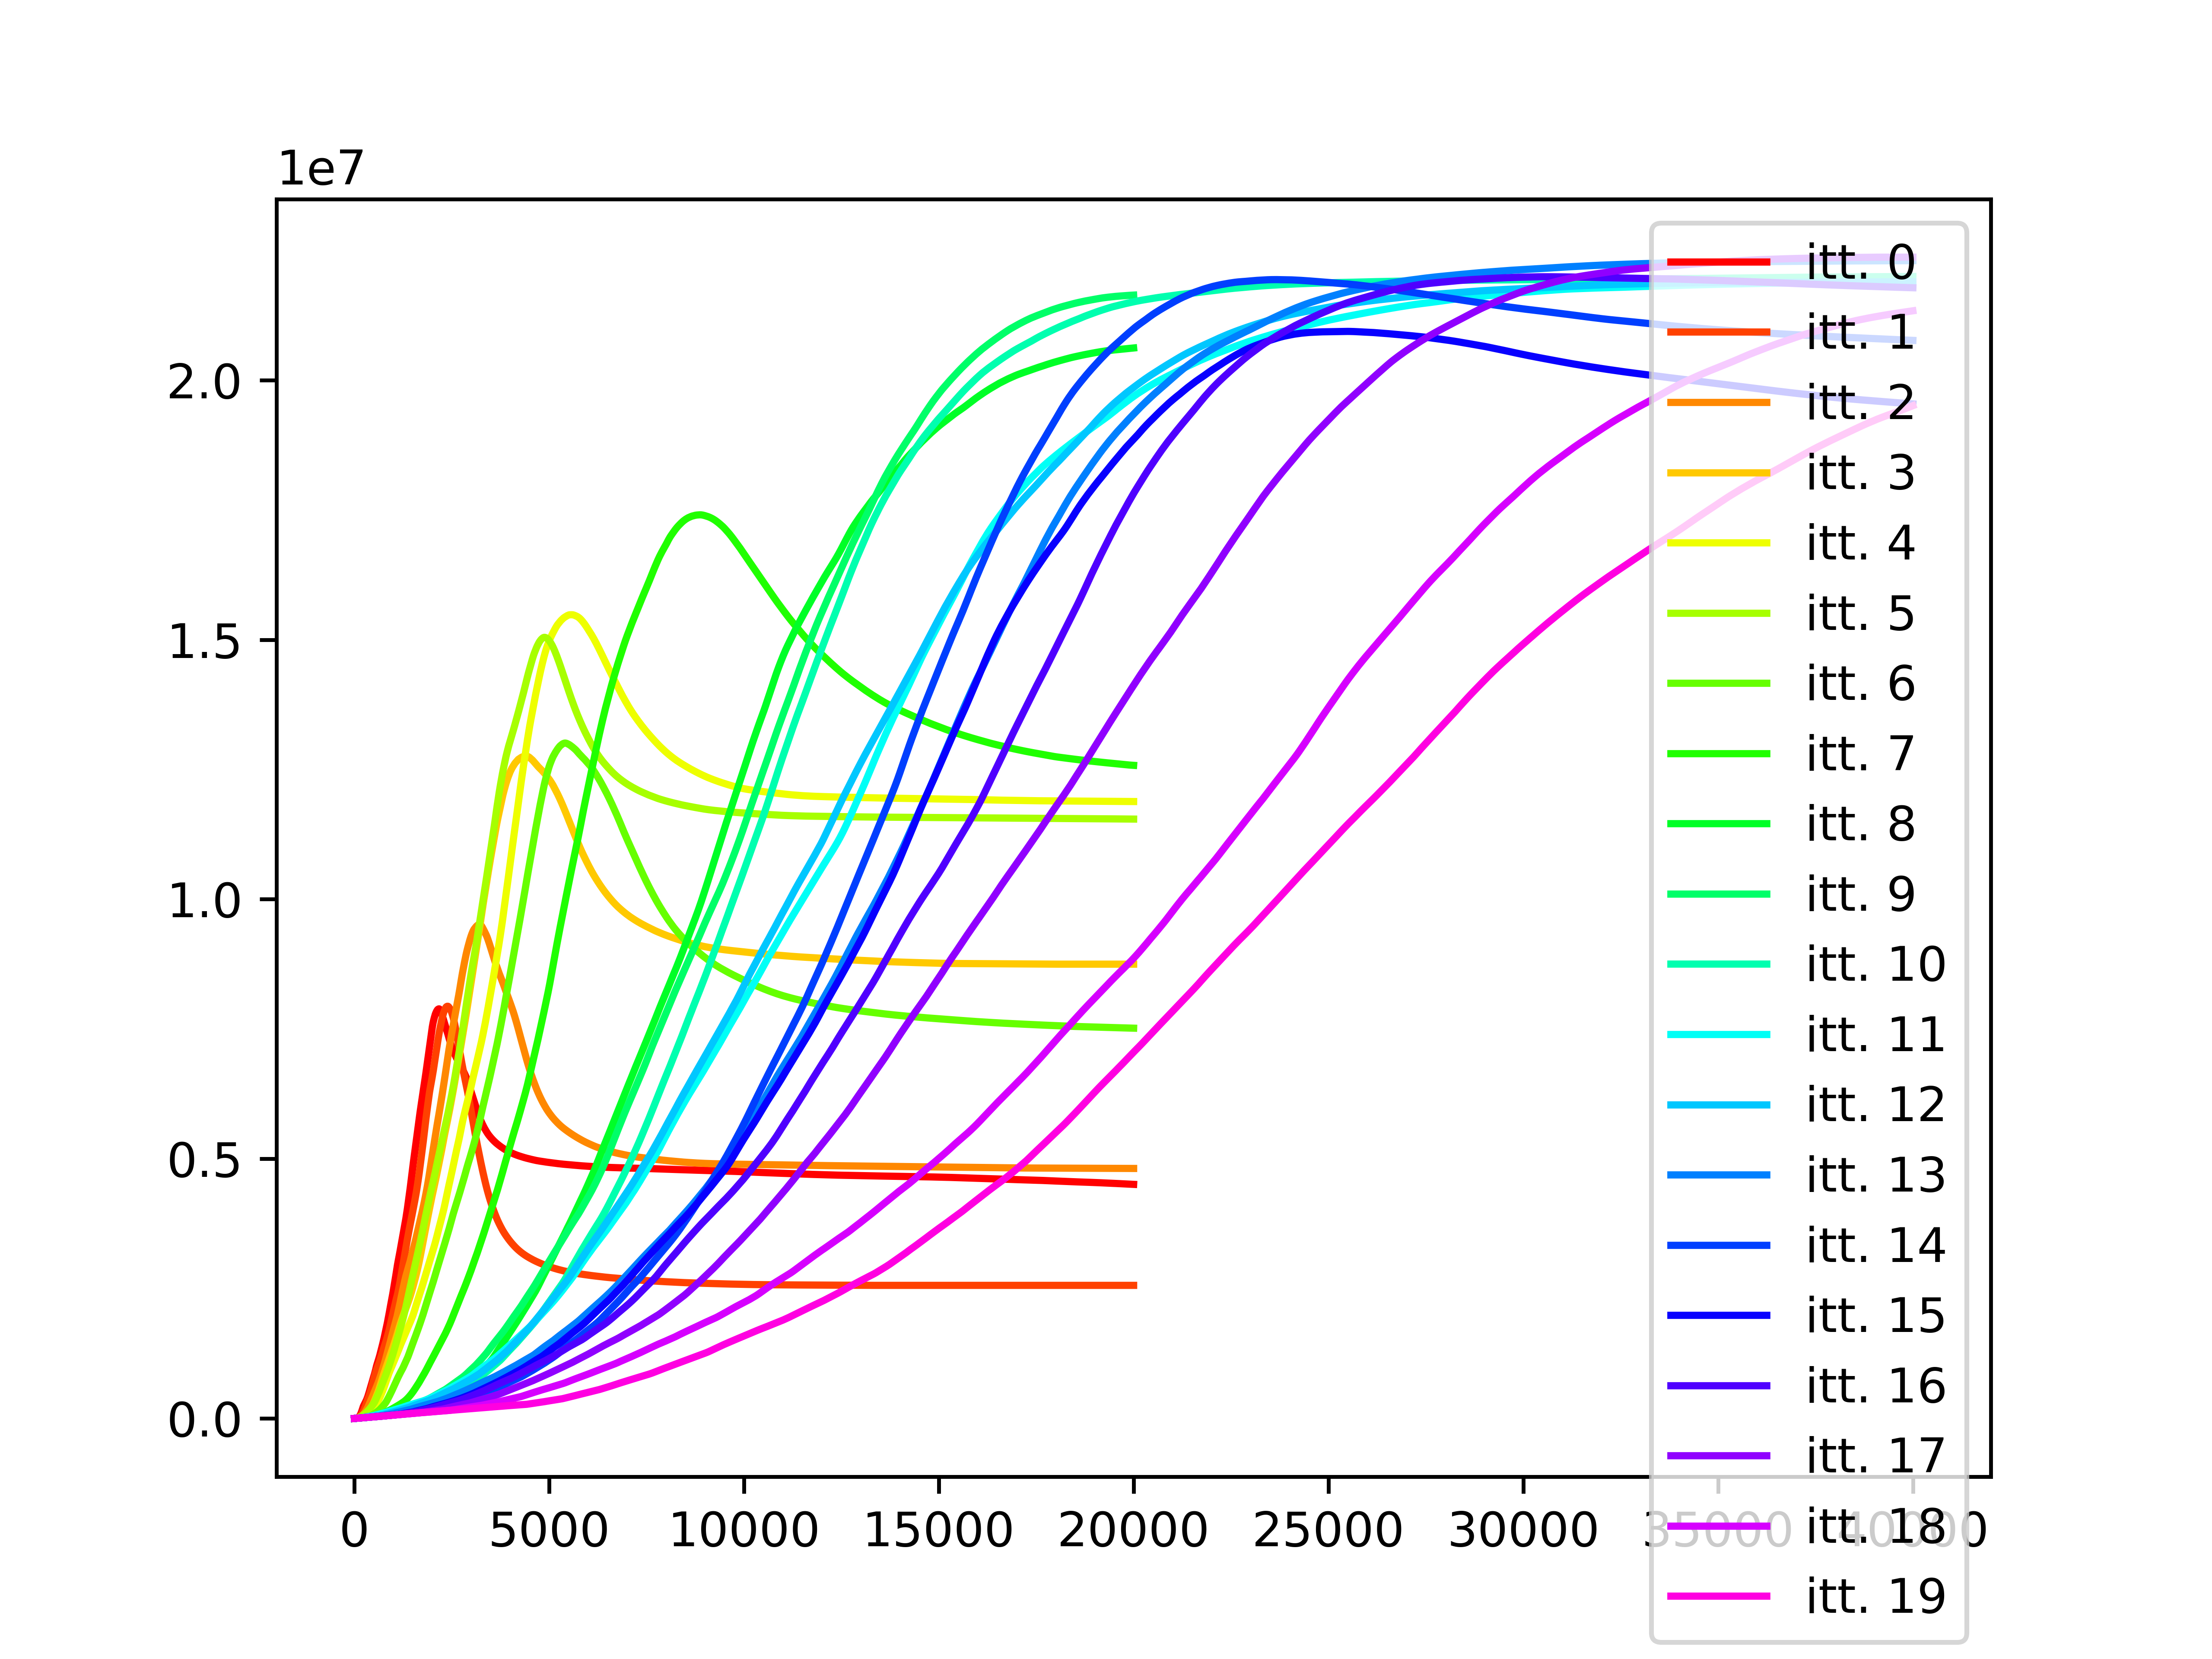 1e7
2.0
1.5
1.0
0.5
0.0
0 5000 10000 15000 20000 25000 30000 35000 40000
itt. 0
itt. 1
itt. 2
itt. 3
itt. 4
itt. 5
itt. 6
itt. 7
itt. 8
itt. 9
itt. 10
itt. 11
itt. 12
itt. 13
itt. 14
itt. 15
itt. 16
itt. 17
itt. 18
itt. 19